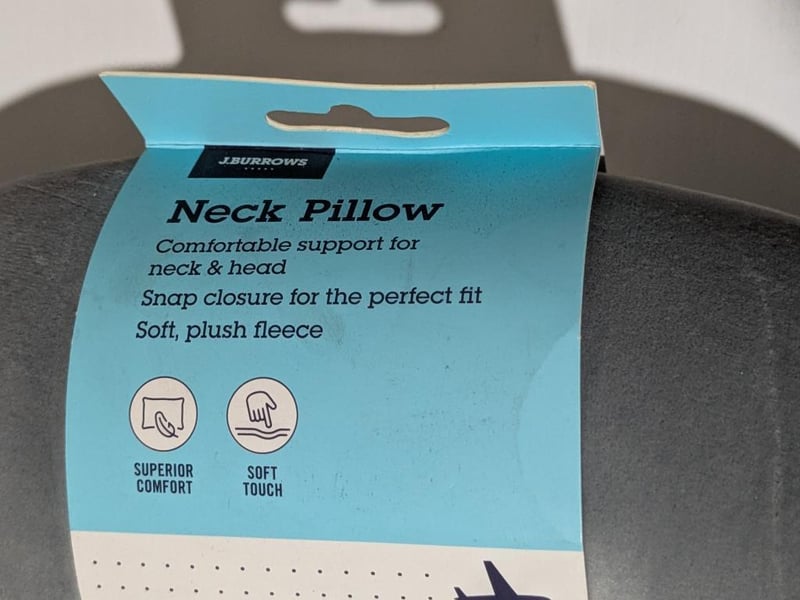 J.BURROWS
Neck Pillow
Comfortable support for
neck & head
Snap closure for the perfect fit
Soft, plush fleece
SUPERIOR
COMFORT
SOFT
TOUCH